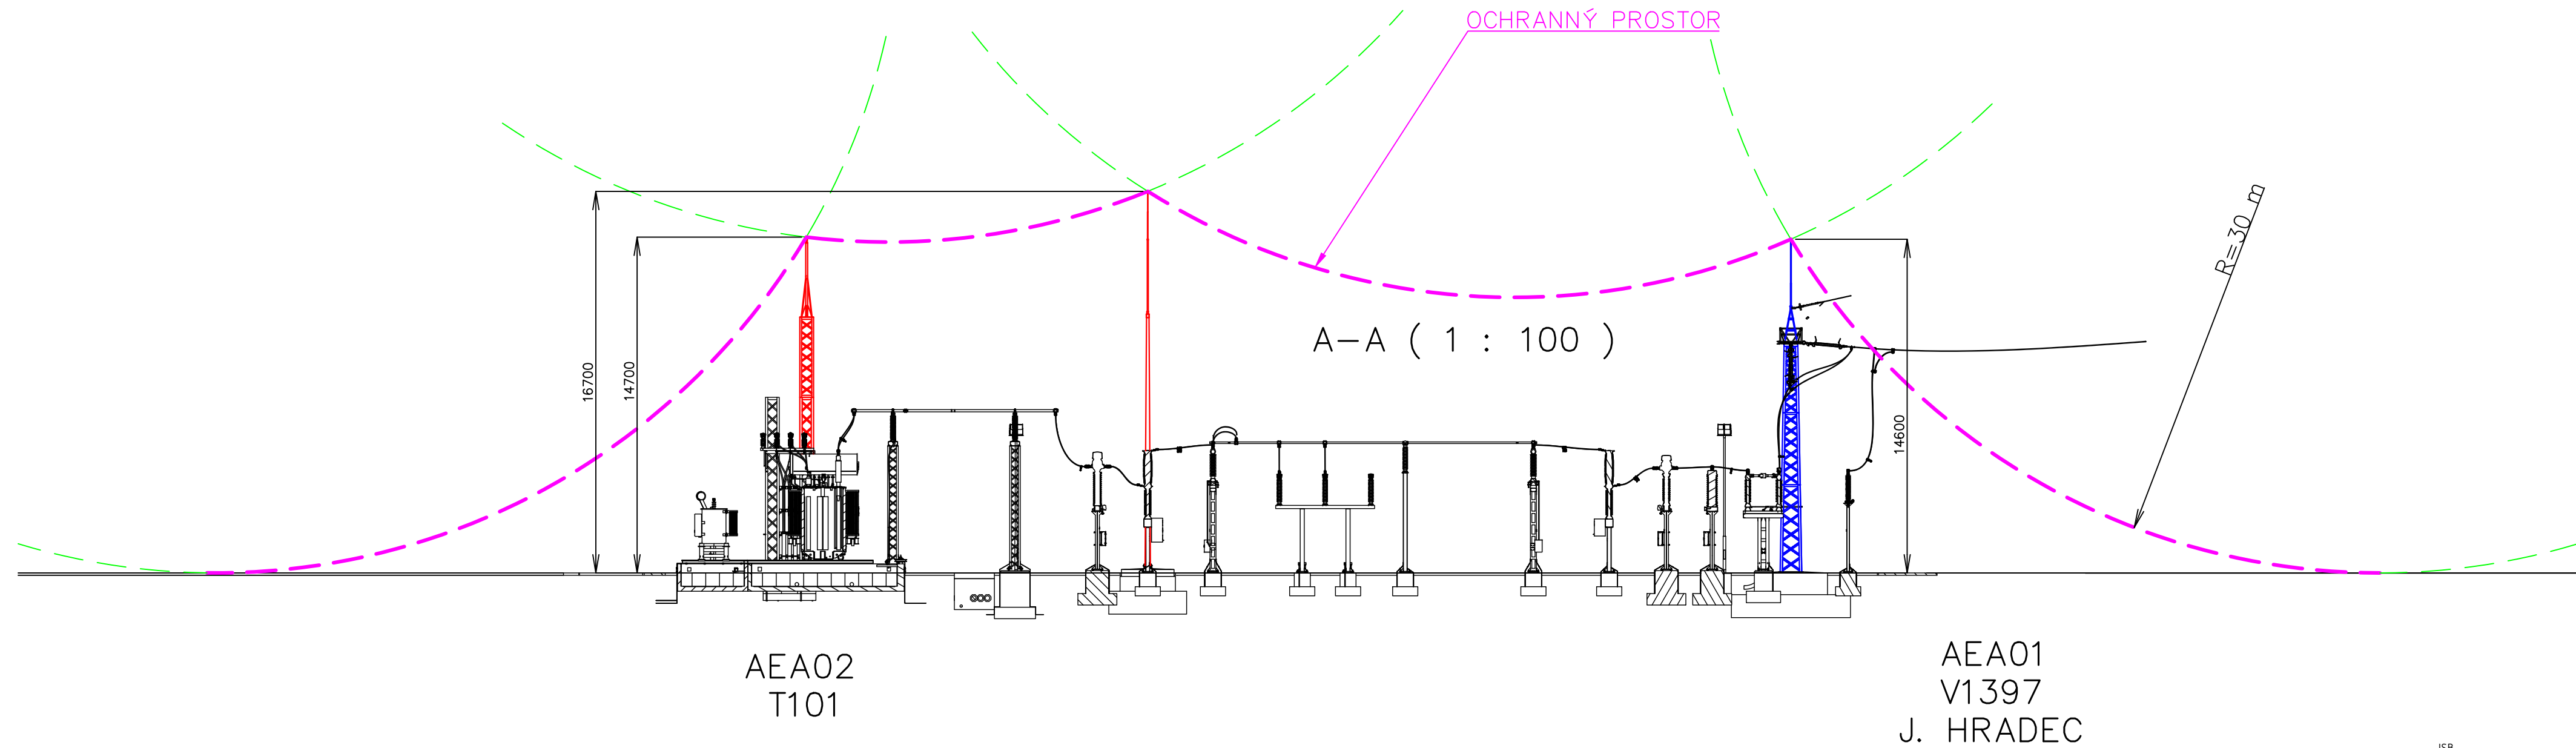 OCHRANNÝ PROSTOR
R=30 m
A-A ( 1 : 100 )
16700
14700
14600
AEA02
T101
AEA01
V1397
J. HRADEC